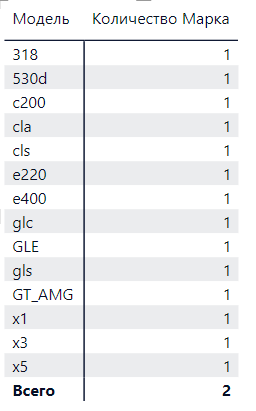 Модель Количество Марка
318 1
530d 1
c200 1
cla 1
cls 1
e220 1
e400 1
glc 1
GLE 1
gls 1
GT_AMG 1
x1 1
x3 1
x5 1
Всего 2